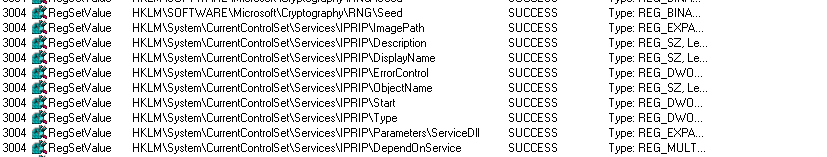 HKLM\SOFTWARE\Microsoft\Cryptography\RNG\Seed
3004 RegSetValue HKLM\SOFTWARE\Microsoft\Cryptography\RNG\Seed SUCCESS Type: REG_BINA...
3004 RegSetValue HKLM\System\CurrentControlSet\Services\IPRIP\ImagePath SUCCESS Type: REG_EXPA...
3004 RegSetValue HKLM\System\CurrentControlSet\Services\IPRIP\Description SUCCESS Type: REG_SZ, Le...
3004 RegSetValue HKLM\System\CurrentControlSet\Services\IPRIP\DisplayName SUCCESS Type: REG_SZ, Le...
3004 RegSetValue HKLM\System\CurrentControlSet\Services\IPRIP\ErrorControl SUCCESS Type: REG_DWO...
3004 RegSetValue HKLM\System\CurrentControlSet\Services\IPRIP\ObjectName SUCCESS Type: REG_SZ, Le...
3004 RegSetValue HKLM\System\CurrentControlSet\Services\IPRIP\Start SUCCESS Type: REG_DWO...
3004 RegSetValue HKLM\System\CurrentControlSet\Services\IPRIP\Type SUCCESS Type: REG_DWO...
3004 RegSetValue HKLM\System\CurrentControlSet\Services\IPRIP\Parameters\ServiceDll SUCCESS Type: REG_EXPA...
3004 RegSetValue HKLM\System\CurrentControlSet\Services\IPRIP\DependOnService SUCCESS Type: REG_MULT...